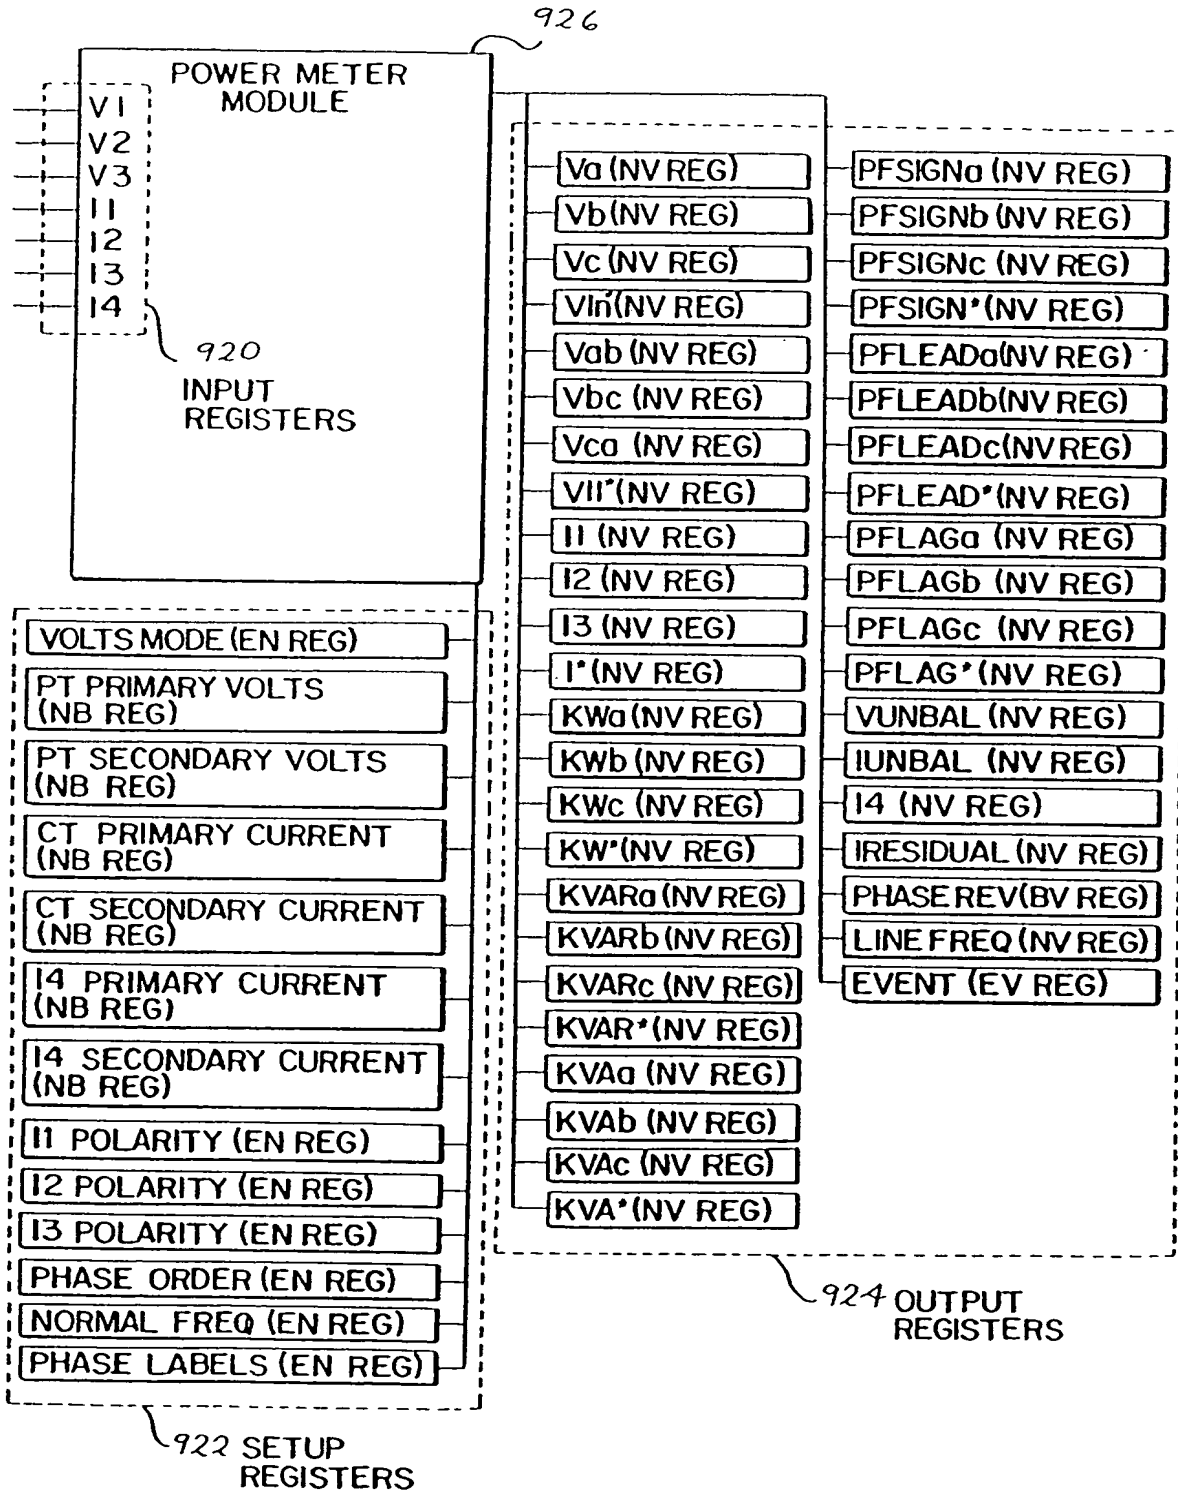 926
POWER METER
MODULE
V1
V2
V3
I1
I2
I3
I4
920
INPUT
REGISTERS
VOLTS MODE (EN REG)
PT PRIMARY VOLTS
(NB REG)
PT SECONDARY VOLTS
(NB REG)
CT PRIMARY CURRENT
(NB REG)
CT SECONDARY CURRENT
(NB REG)
I4 PRIMARY CURRENT
(NB REG)
I4 SECONDARY CURRENT
(NB REG)
I1 POLARITY (EN REG)
I2 POLARITY (EN REG)
I3 POLARITY (EN REG)
PHASE ORDER (EN REG)
NORMAL FREQ (EN REG)
PHASE LABELS (EN REG)
922 SETUP
REGISTERS
Va (NV REG)
Vb (NV REG)
Vc (NV REG)
Vln* (NV REG)
Vab (NV REG)
Vbc (NV REG)
Vca (NV REG)
Vll* (NV REG)
I1 (NV REG)
I2 (NV REG)
I3 (NV REG)
I* (NV REG)
KWa (NV REG)
KWb (NV REG)
KWc (NV REG)
KW* (NV REG)
KVARa (NV REG)
KVARb (NV REG)
KVARc (NV REG)
KVAR* (NV REG)
KVAa (NV REG)
KVAb (NV REG)
KVAc (NV REG)
KVA* (NV REG)
PFSIGNa (NV REG)
PFSIGNb (NV REG)
PFSIGNc (NV REG)
PFSIGN* (NV REG)
PFLEADa (NV REG)
PFLEADb (NV REG)
PFLEADc (NV REG)
PFLEAD* (NV REG)
PFLAGa (NV REG)
PFLAGb (NV REG)
PFLAGc (NV REG)
PFLAG* (NV REG)
VUNBAL (NV REG)
IUNBAL (NV REG)
I4 (NV REG)
IRESIDUAL (NV REG)
PHASE REV (BV REG)
LINE FREQ (NV REG)
EVENT (EV REG)
924 OUTPUT
REGISTERS